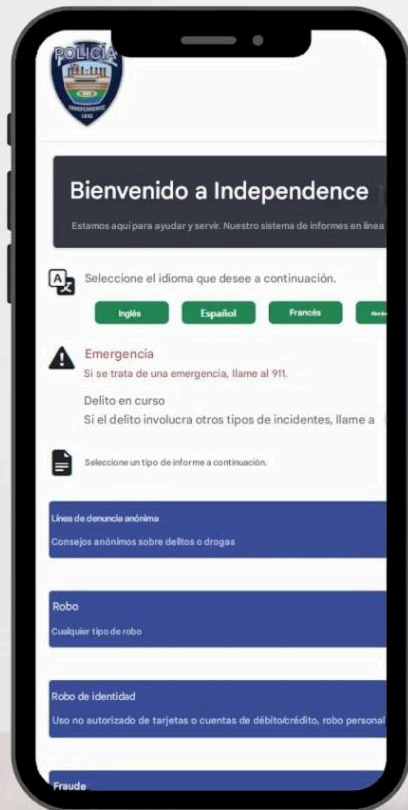 POLICÍA
Bienvenido a Independence
Estamos aquí para ayudar y servir. Nuestro sistema de informes en línea
Seleccione el idioma que desee a continuación.
Inglés
Español
Francés
Emergencia
Si se trata de una emergencia, llame al 911.
Delito en curso
Si el delito involucra otros tipos de incidentes, llame a
Seleccione un tipo de informe a continuación.
Línea de denuncia anónima
Consejos anónimos sobre delitos o drogas
Robo
Cualquier tipo de robo
Robo de identidad
Uso no autorizado de tarjetas o cuentas de débito/crédito, robo personal
Fraude